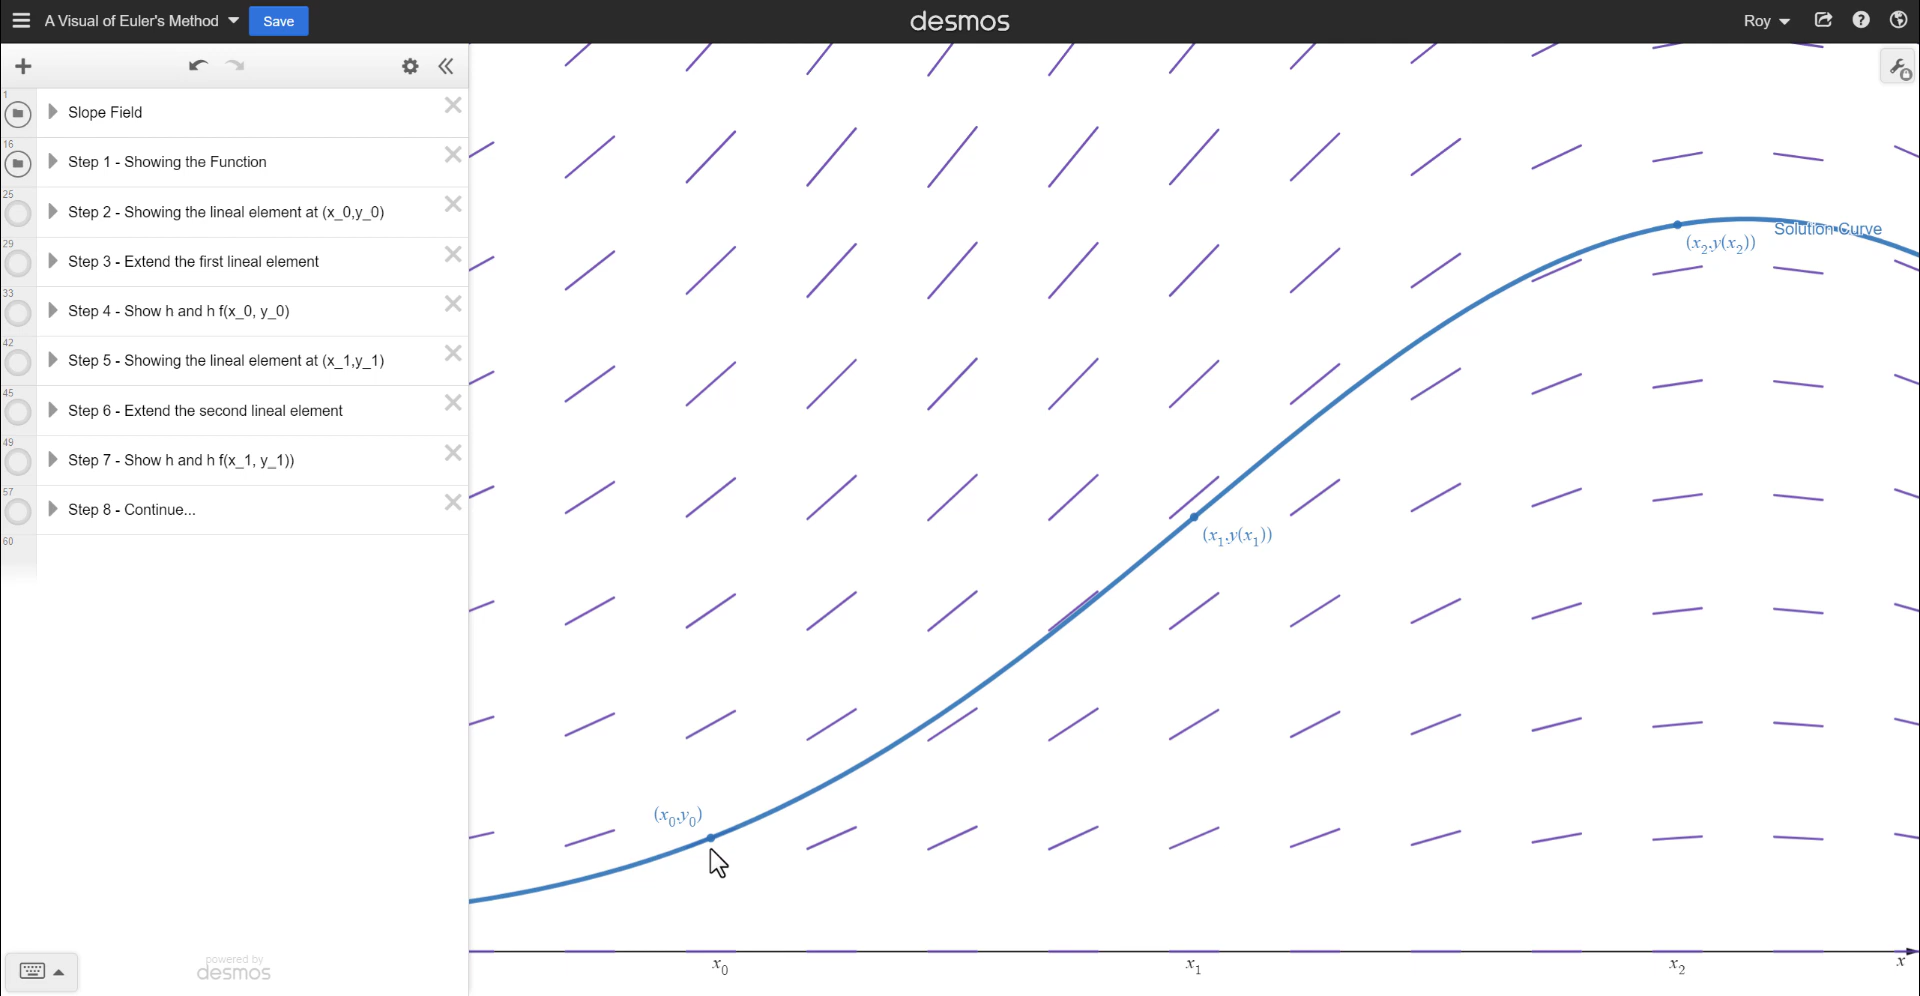 A Visual of Euler's Method
Save
desmos
Roy
1
Slope Field
16
Step 1 - Showing the Function
25
Step 2 - Showing the lineal element at (x_0,y_0)
29
Step 3 - Extend the first lineal element
33
Step 4 - Show h and h f(x_0, y_0)
42
Step 5 - Showing the lineal element at (x_1,y_1)
45
Step 6 - Extend the second lineal element
49
Step 7 - Show h and h f(x_1, y_1))
57
Step 8 - Continue...
60
powered by
desmos
Solution Curve
(x₂,y(x₂))
(x₁,y(x₁))
(x₀,y₀)
x₀ x₁ x₂ x